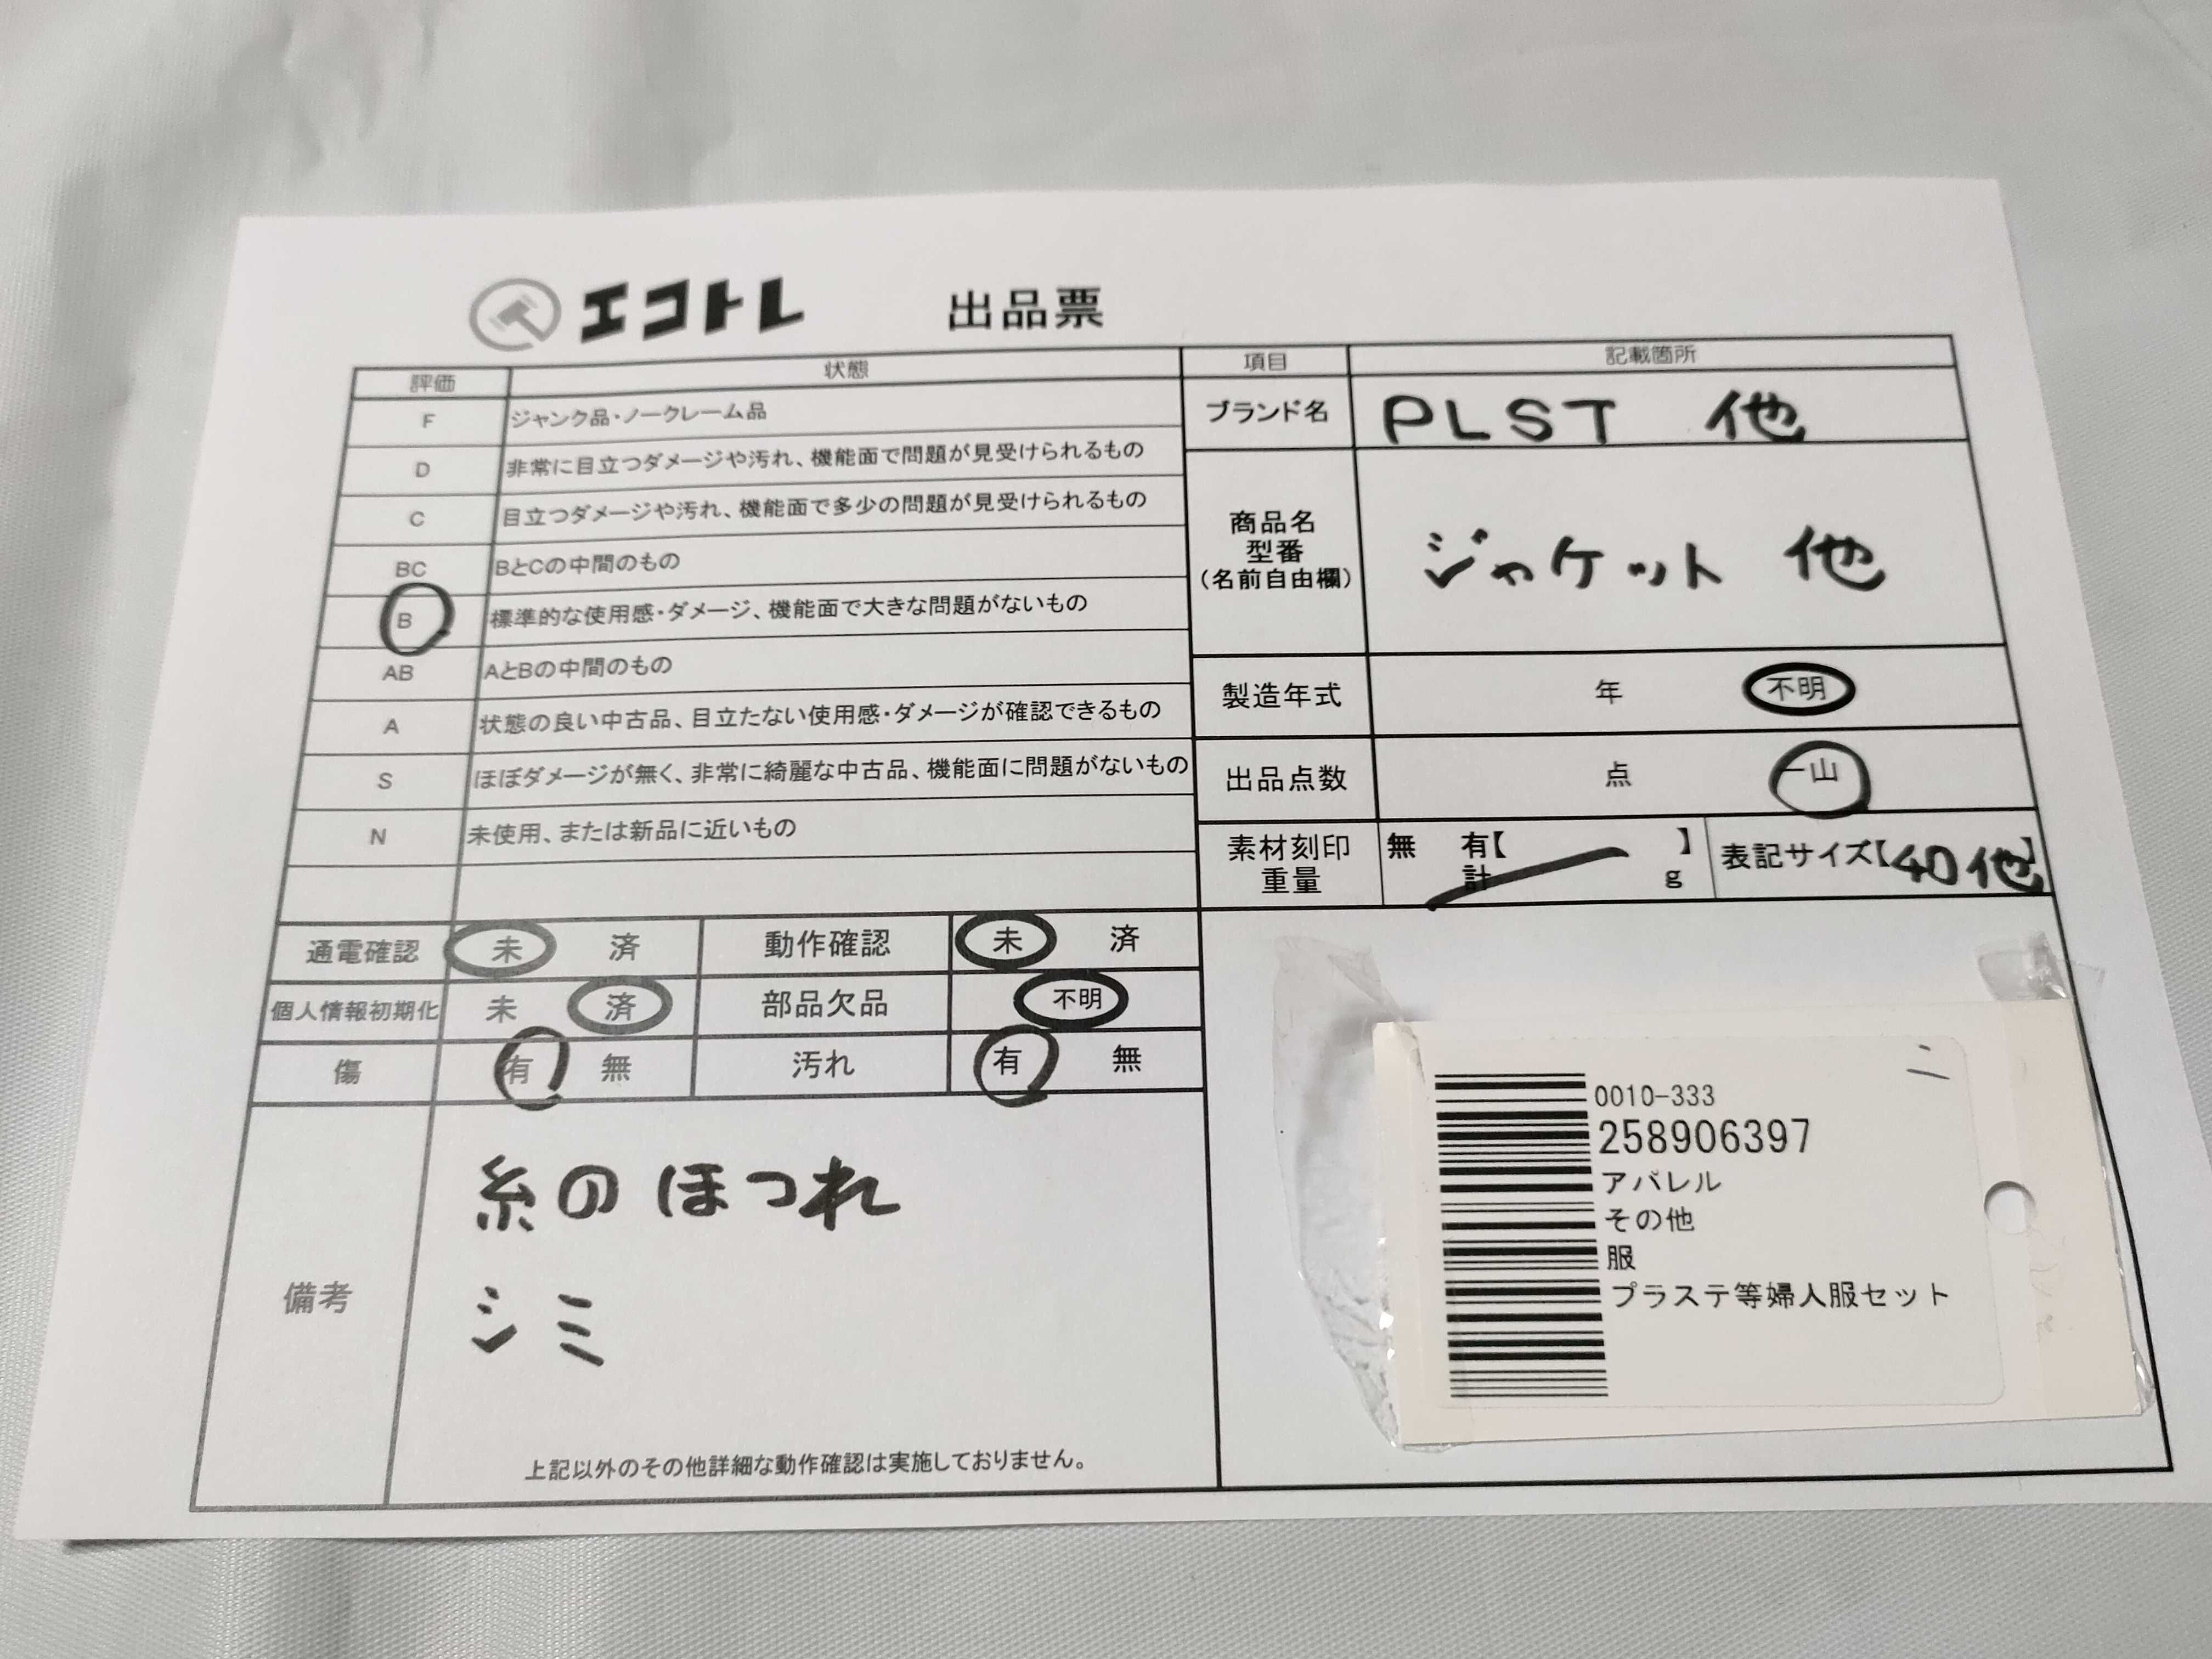 エコトレ 出品票
評価 状態
F ジャンク品・ノークレーム品
D 非常に目立つダメージや汚れ、機能面で問題が見受けられるもの
C 目立つダメージや汚れ、機能面で多少の問題が見受けられるもの
BC BとCの中間のもの
B 標準的な使用感・ダメージ、機能面で大きな問題がないもの
AB AとBの中間のもの
A 状態の良い中古品、目立たない使用感・ダメージが確認できるもの
S ほぼダメージが無く、非常に綺麗な中古品、機能面に問題がないもの
N 未使用、または新品に近いもの
項目 記載箇所
ブランド名 PLST 他
商品名
型番
（名前自由欄）
ジャケット 他
製造年式 年 不明
出品点数 点 一山
素材刻印 無 有【 】
重量 計 g
表記サイズ【40他】
通電確認 未 済 動作確認 未 済
個人情報初期化 未 済 部品欠品 不明
傷 有 無 汚れ 有 無
備考
糸のほつれ
シミ
上記以外のその他詳細な動作確認は実施しておりません。
0010-333
258906397
アパレル
その他
服
プラステ等婦人服セット